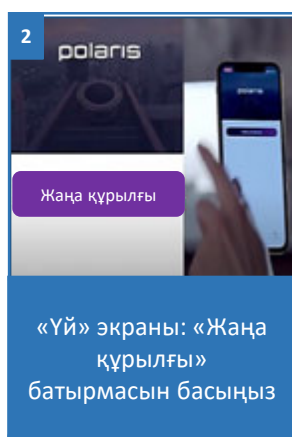 2
polaris
Жаңа құрылғы
«Үй» экраны: «Жаңа
құрылғы»
батырмасын басыңыз